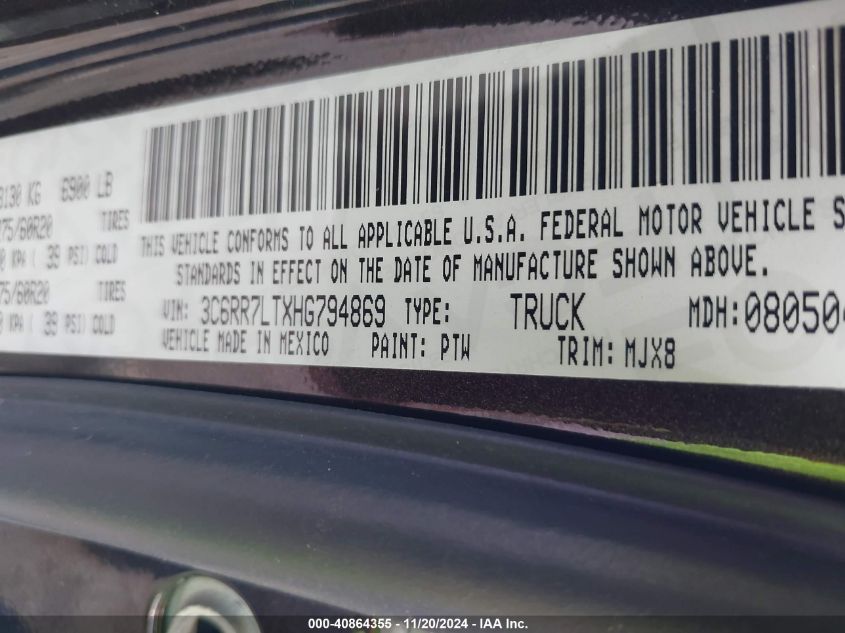 6900 LB
75/60R20 TIRES
KPA ( 39 PSI) COLD
75/60R20 TIRES
KPA ( 39 PSI) COLD
THIS VEHICLE CONFORMS TO ALL APPLICABLE U.S.A. FEDERAL MOTOR VEHICLE S
STANDARDS IN EFFECT ON THE DATE OF MANUFACTURE SHOWN ABOVE.
VIN: 3C6RR7LTXHG794869 TYPE: TRUCK MDH: 08050
VEHICLE MADE IN MEXICO PAINT: PTW TRIM: MJX8
000-40864355 - 11/20/2024 - IAA Inc.